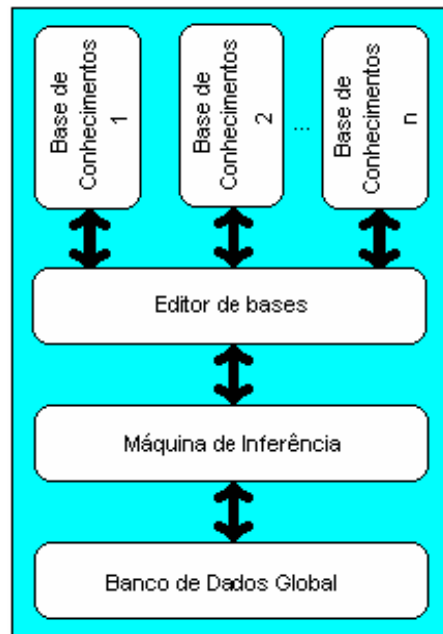 Base de
Conhecimentos
1
Base de
Conhecimentos
2
...
Base de
Conhecimentos
n
Editor de bases
Máquina de Inferência
Banco de Dados Global